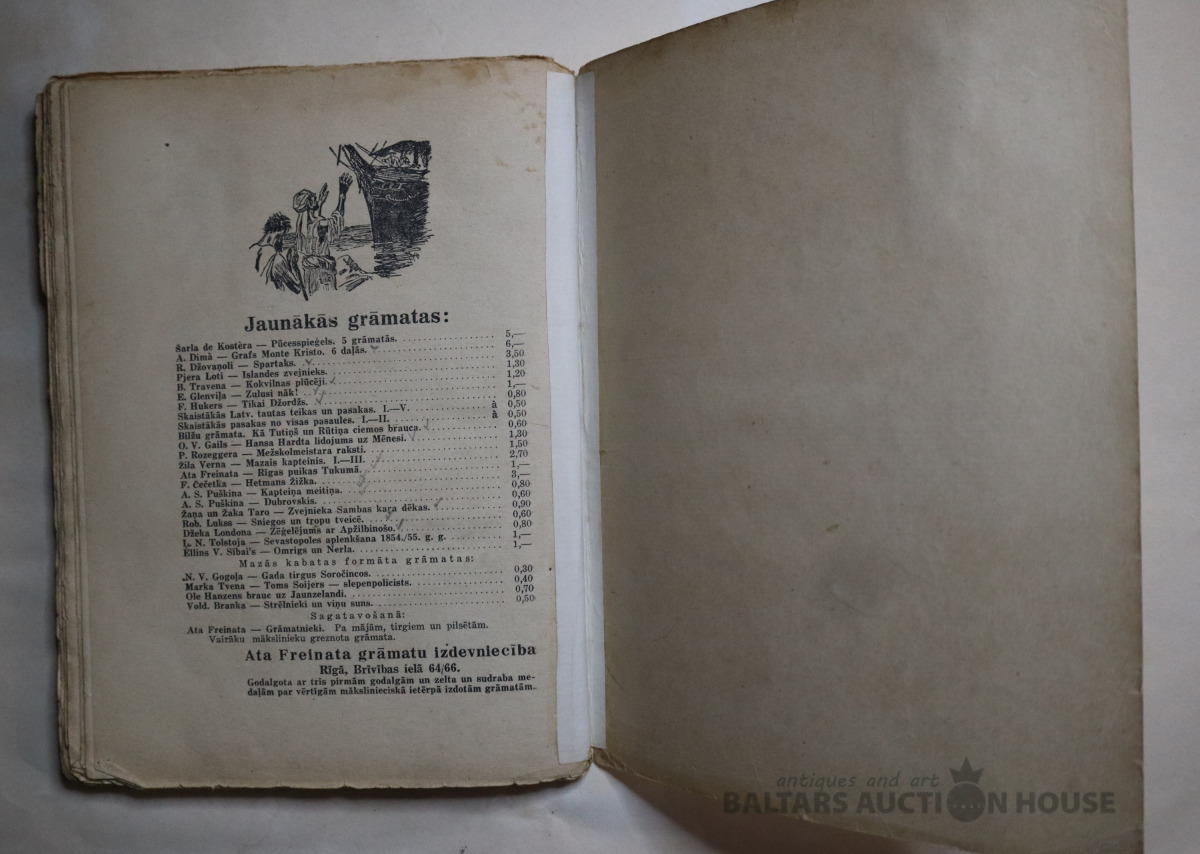 Jaunākās grāmatas:
Šarla de Kostēra — Pūcesspieģels. 5 grāmatās. 5,—
A. Dimà — Grafs Monte Kristo. 6 daļās. 6,—
R. Džovaņoli — Spartaks. 3,50
Pjera Loti — Islandes zvejnieks. 1,30
B. Travena — Kokvilnas plūcēji. 1,20
E. Glenviļa — Zulusi nāk! 1,—
F. Hukers — Tikai Džordžs. 0,80
Skaistākās Latv. tautas teikas un pasakas. I.—V. à 0,50
Skaistākās pasakas no visas pasaules. I.—II. à 0,50
Bilžu grāmata. Kā Tutiņš un Rūtiņa ciemos brauca. 0,60
O. V. Gails — Hansa Hardta lidojums uz Mēnesi. 1,30
P. Rozeggera — Mežskolmeistara raksti. 1,50
Žila Verna — Mazais kapteinis. I.—III. 2,70
Ata Freinata — Rīgas puikas Tukumā. 1,—
F. Čečetka — Hetmans Žižka. 3,—
A. S. Puškina — Kapteiņa meitiņa. 0,80
A. S. Puškina — Dubrovskis. 0,60
Žaņa un Žaka Taro — Zvejnieka Sambas kara dēkas. 0,90
Rob. Lukss — Sniegos un tropu tveicē. 0,60
Džeka Londona — Zēģelējums ar Apžilbinošo. 0,80
Ļ. N. Tolstoja — Sevastopoles aplenkšana 1854./55. g. g. 1,—
Ellins V. Sibai's — Omrigs un Nerla. 1,—
Mazās kabatas formāta grāmatas:
N. V. Gogoļa — Gada tirgus Soročincos. 0,30
Marka Tvena — Toms Soijers — slepenpolicists. 0,40
Ole Hanzens brauc uz Jaunzelandi. 0,70
Vold. Branka — Strēlnieki un viņu suns. 0,50
Sagatavošanā:
Ata Freinata — Grāmatnieki. Pa mājām, tirgiem un pilsētām.
Vairāku mākslinieku greznota grāmata.
Ata Freinata grāmatu izdevniecība
Rīgā, Brīvības ielā 64/66.
Godalgota ar trīs pirmām godalgām un zelta un sudraba me-
daļām par vērtīgām mākslinieciskā ietērpā izdotām grāmatām.
antiques and art
BALTARS AUCTION HOUSE